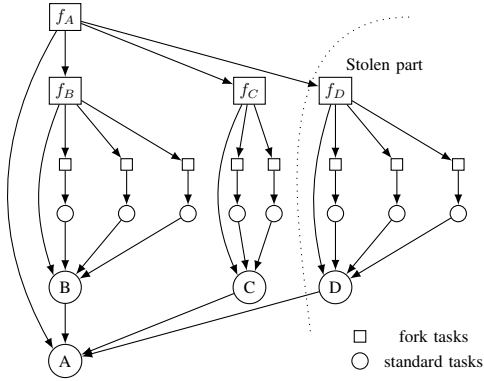 f_A
Stolen part
f_B
f_C
f_D
B
C
D
A
fork tasks
standard tasks